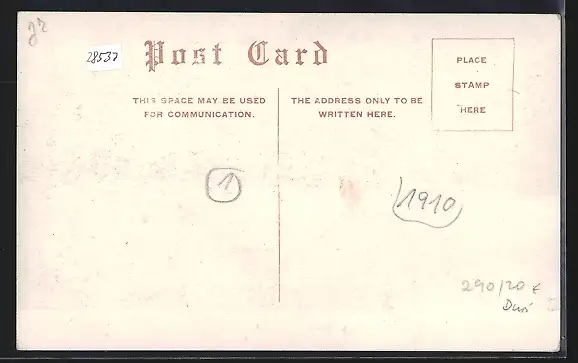 28537
Post Card
PLACE
STAMP
HERE
THIS SPACE MAY BE USED
FOR COMMUNICATION.
THE ADDRESS ONLY TO BE
WRITTEN HERE.
1
1910
290/20 €